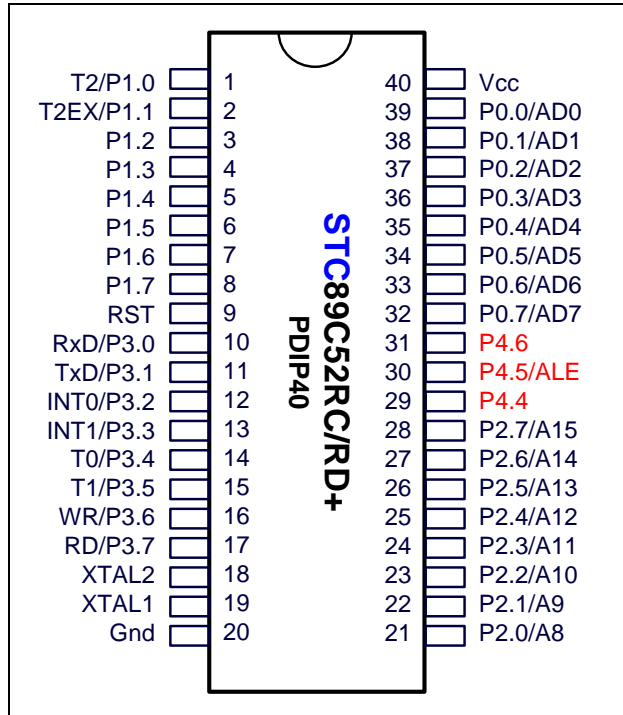 T2/P1.0 1 40 Vcc
T2EX/P1.1 2 39 P0.0/AD0
P1.2 3 38 P0.1/AD1
P1.3 4 37 P0.2/AD2
P1.4 5 36 P0.3/AD3
P1.5 6 35 P0.4/AD4
P1.6 7 34 P0.5/AD5
P1.7 8 33 P0.6/AD6
RST 9 32 P0.7/AD7
RxD/P3.0 10 31 P4.6
TxD/P3.1 11 30 P4.5/ALE
INT0/P3.2 12 29 P4.4
INT1/P3.3 13 28 P2.7/A15
T0/P3.4 14 27 P2.6/A14
T1/P3.5 15 26 P2.5/A13
WR/P3.6 16 25 P2.4/A12
RD/P3.7 17 24 P2.3/A11
XTAL2 18 23 P2.2/A10
XTAL1 19 22 P2.1/A9
Gnd 20 21 P2.0/A8
STC89C52RC/RD+
PDIP40